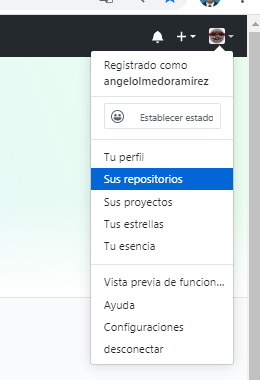 Registrado como
angelolmedoramirez
Establecer estado
Tu perfil
Sus repositorios
Sus proyectos
Tus estrellas
Tu esencia
Vista previa de funcion...
Ayuda
Configuraciones
desconectar